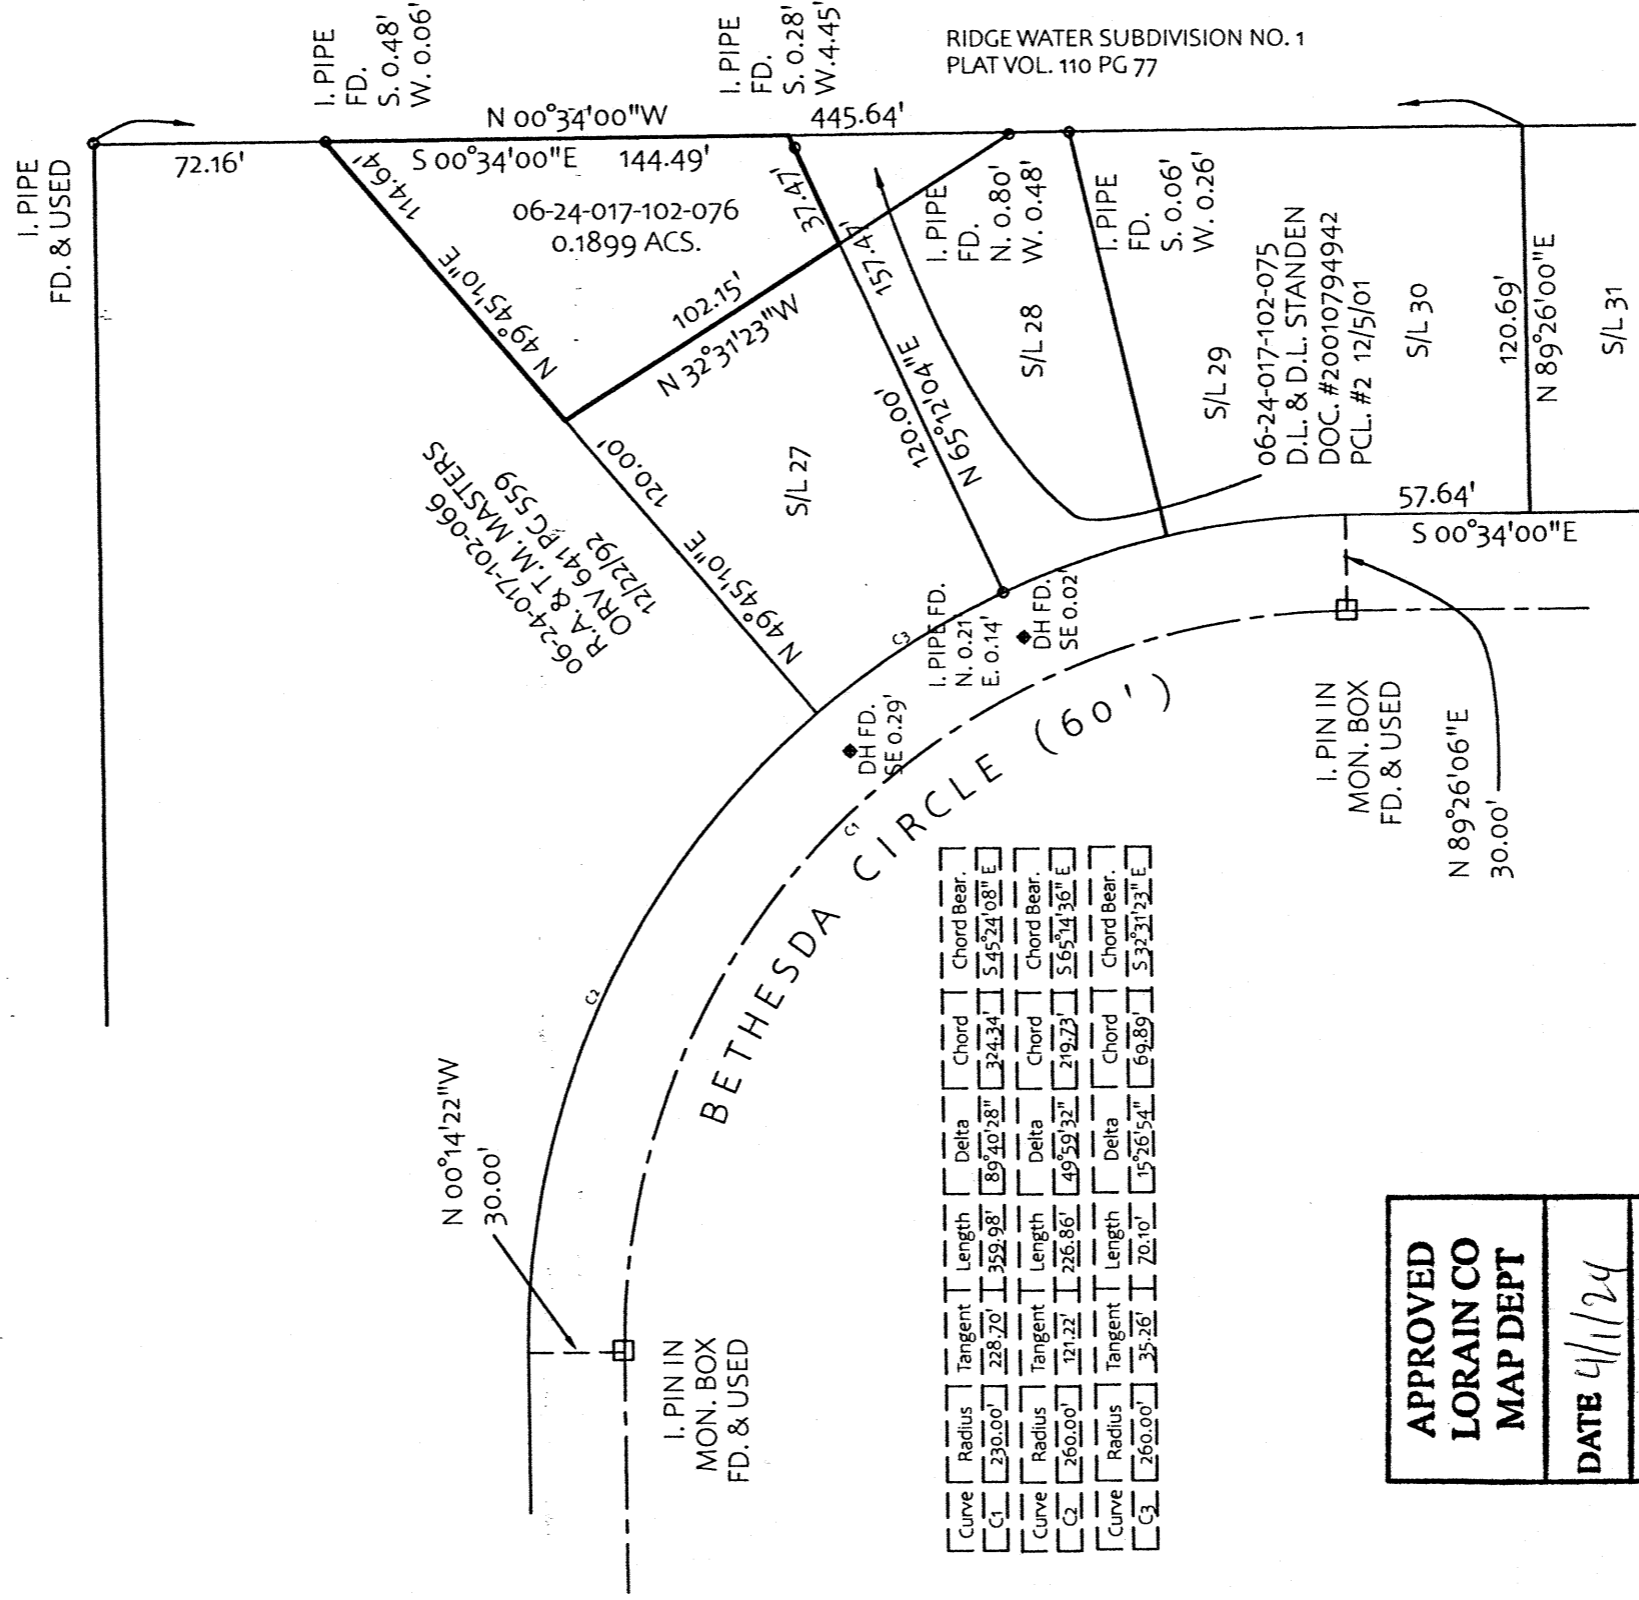 RIDGE WATER SUBDIVISION NO. 1
PLAT VOL. 110 PG 77
I. PIPE
FD. & USED
I. PIPE
FD.
S. 0.48'
W. 0.06'
I. PIPE
FD.
S. 0.28'
W.4.45'
72.16'
N 00°34'00"W
445.64'
S 00°34'00"E 144.49'
114.64'
N 49°45'10"E
06-24-017-102-076
0.1899 ACS.
37.47'
157.47'
102.15'
N 32°31'23"W
I. PIPE
FD.
N. 0.80'
W. 0.48'
I. PIPE
FD.
S. 0.06'
W. 0.26'
120.00'
N 65°12'04"E
S/L 28
S/L 29
06-24-017-102-075
D.L. & D.L. STANDEN
DOC. #20010794942
PCL. #2 12/5/01
S/L 30
120.69'
N 89°26'00"E
S/L 31
06-24-017-102-066
R.A. & T.M. MASTERS
ORV 641 PG 559
12/22/92
120.00'
N 49°45'10"E
S/L 27
57.64'
S 00°34'00"E
C3
I. PIPE FD.
N. 0.21'
E. 0.14'
DH FD.
SE 0.02'
DH FD.
SE 0.29'
C1
C2
BETHESDA CIRCLE (60')
I. PIN IN
MON. BOX
FD. & USED
N 89°26'06"E
30.00'
N 00°14'22"W
30.00'
I. PIN IN
MON. BOX
FD. & USED
Curve Radius Tangent Length Delta Chord Chord Bear.
C1 230.00' 228.70' 359.98' 89°40'28" 324.34' S 45°24'08" E
Curve Radius Tangent Length Delta Chord Chord Bear.
C2 260.00' 121.22' 226.86' 49°59'32" 219.73' S 65°14'36" E
Curve Radius Tangent Length Delta Chord Chord Bear.
C3 260.00' 35.26' 70.10' 15°26'54" 69.89' S 32°31'23" E
APPROVED
LORAIN CO
MAP DEPT
DATE 4/1/24